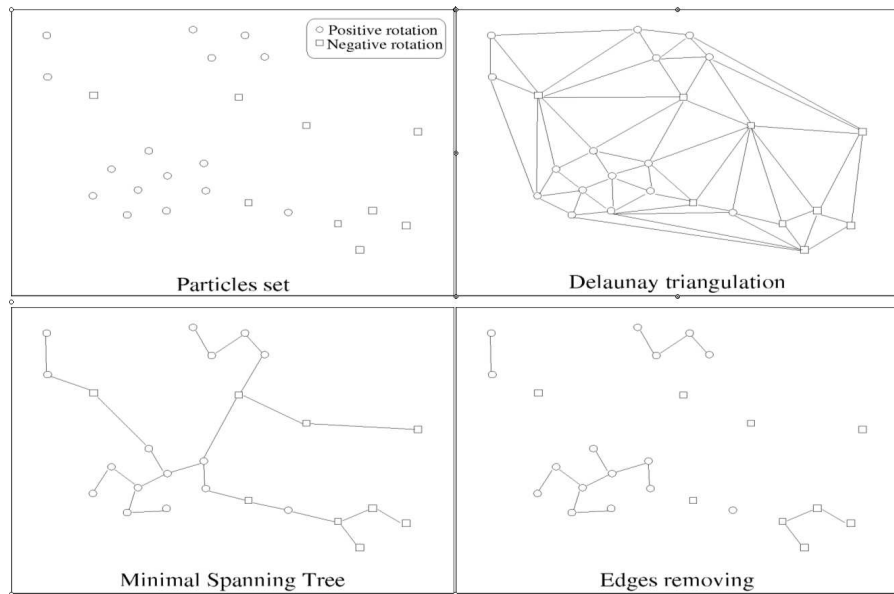 Positive rotation
Negative rotation
Particles set
Delaunay triangulation
Minimal Spanning Tree
Edges removing